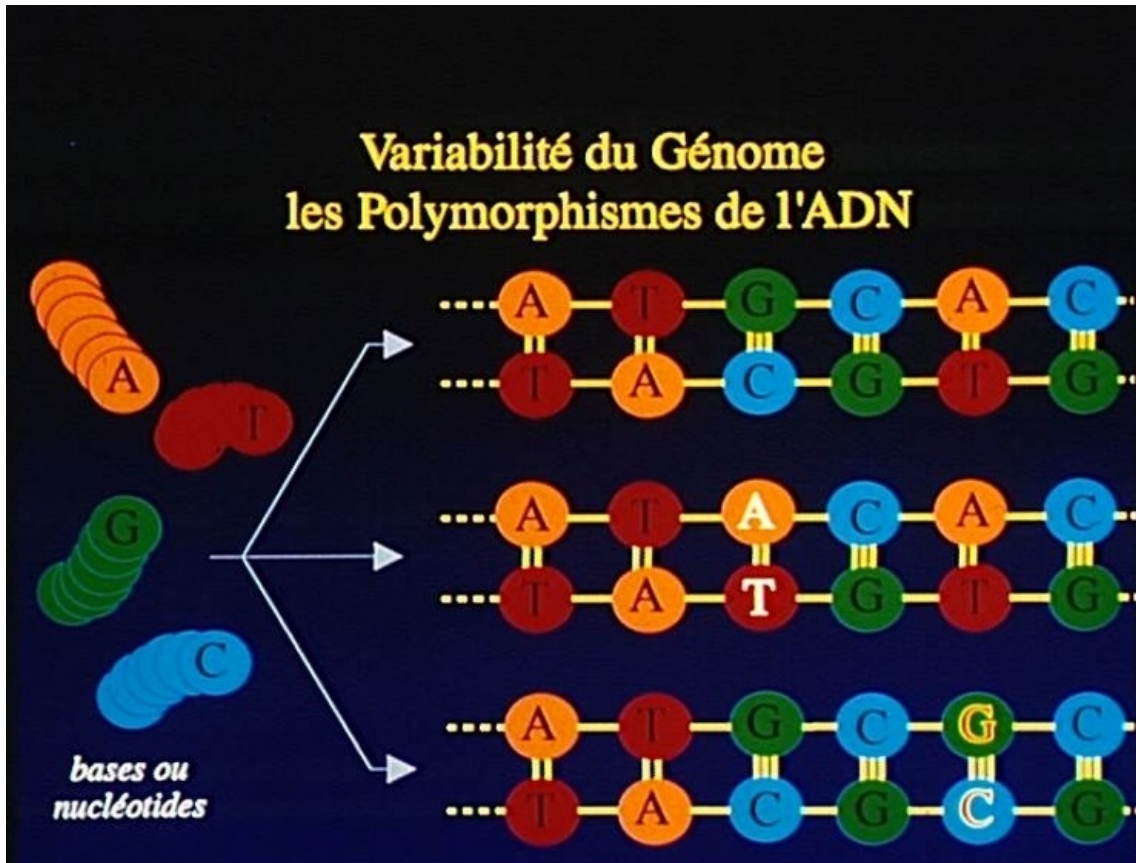 Variabilité du Génome
les Polymorphismes de l'ADN
A
T
G
C
bases ou
nucléotides
A T G C A C
T A C G T G
A T A C A C
T A T G T G
A T G C G C
T A C G C G